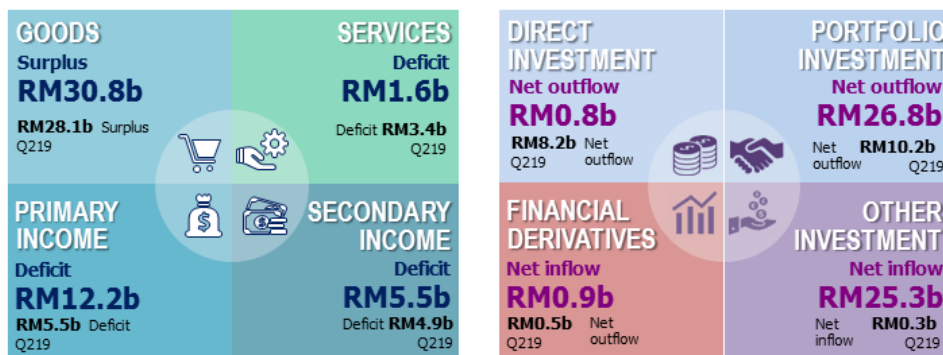 GOODS
Surplus
RM30.8b
RM28.1b Surplus
Q219
SERVICES
Deficit
RM1.6b
Deficit RM3.4b
Q219
PRIMARY
INCOME
Deficit
RM12.2b
RM5.5b Deficit
Q219
SECONDARY
INCOME
Deficit
RM5.5b
Deficit RM4.9b
Q219
DIRECT
INVESTMENT
Net outflow
RM0.8b
RM8.2b Net
Q219 outflow
PORTFOLIO
INVESTMENT
Net outflow
RM26.8b
Net RM10.2b
outflow Q219
FINANCIAL
DERIVATIVES
Net inflow
RM0.9b
RM0.5b Net
Q219 outflow
OTHER
INVESTMENT
Net inflow
RM25.3b
Net RM0.3b
inflow Q219